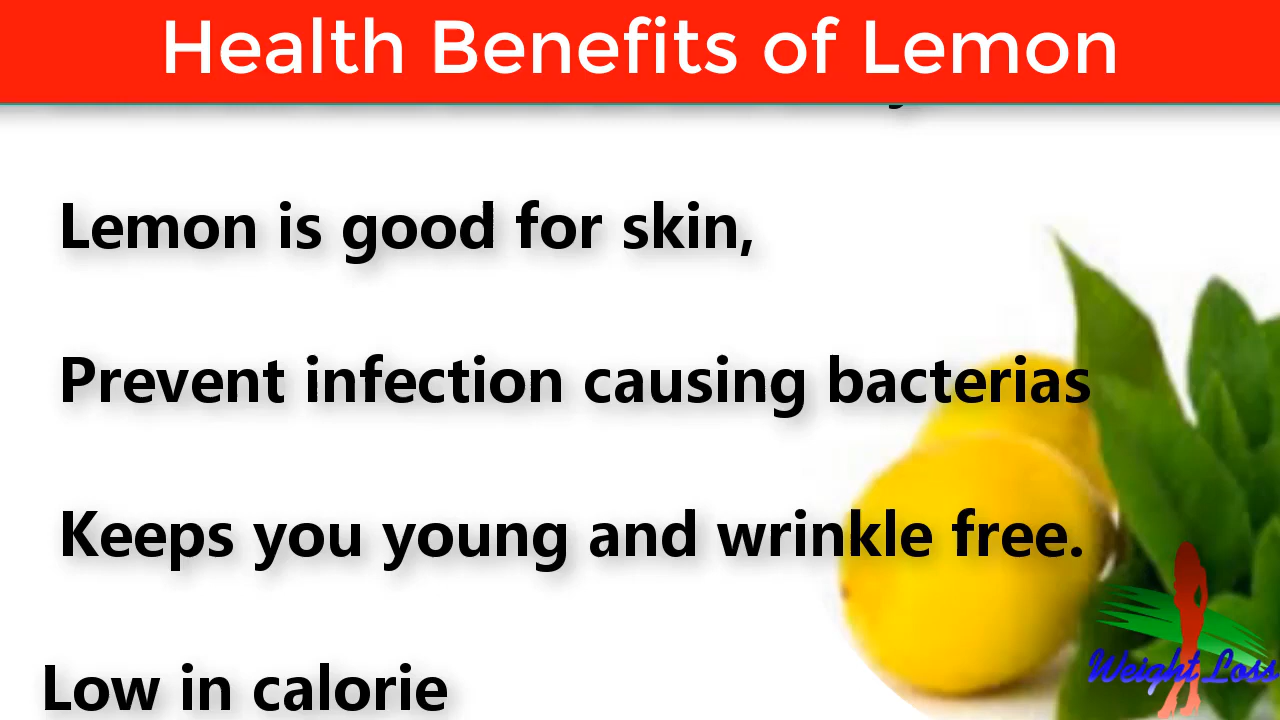 Health Benefits of Lemon
Lemon is good for skin,
Prevent infection causing bacterias
Keeps you young and wrinkle free.
Low in calorie
Weight Loss